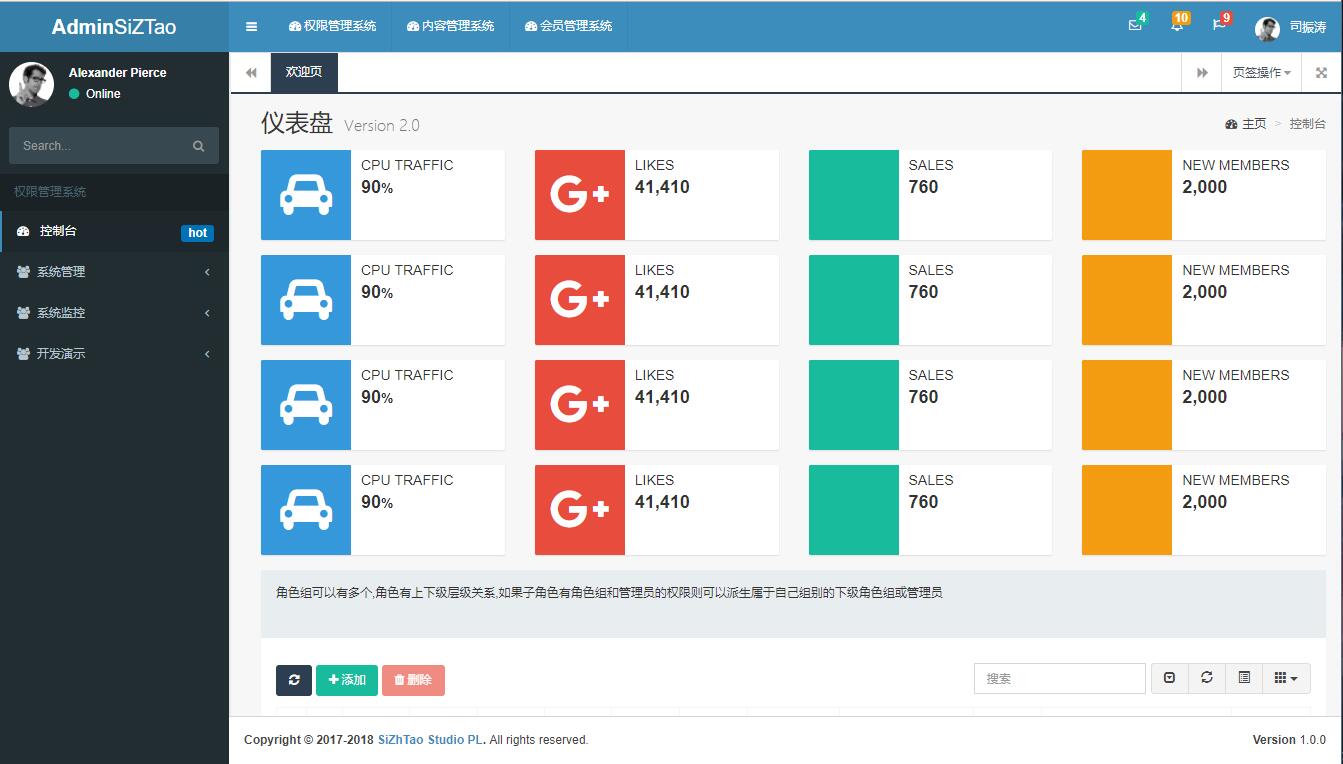 AdminSiZTao
权限管理系统 内容管理系统 会员管理系统 4 10 9 司振涛
Alexander Pierce
Online
Search...
权限管理系统
控制台 hot
系统管理
系统监控
开发演示
欢迎页 页签操作
仪表盘 Version 2.0 主页 > 控制台
CPU TRAFFIC
90%
LIKES
41,410
SALES
760
NEW MEMBERS
2,000
CPU TRAFFIC
90%
LIKES
41,410
SALES
760
NEW MEMBERS
2,000
CPU TRAFFIC
90%
LIKES
41,410
SALES
760
NEW MEMBERS
2,000
CPU TRAFFIC
90%
LIKES
41,410
SALES
760
NEW MEMBERS
2,000
角色组可以有多个,角色有上下级层级关系,如果子角色有角色组和管理员的权限则可以派生属于自己组别的下级角色组或管理员
添加 删除 搜索
Copyright © 2017-2018 SiZhTao Studio PL. All rights reserved. Version 1.0.0